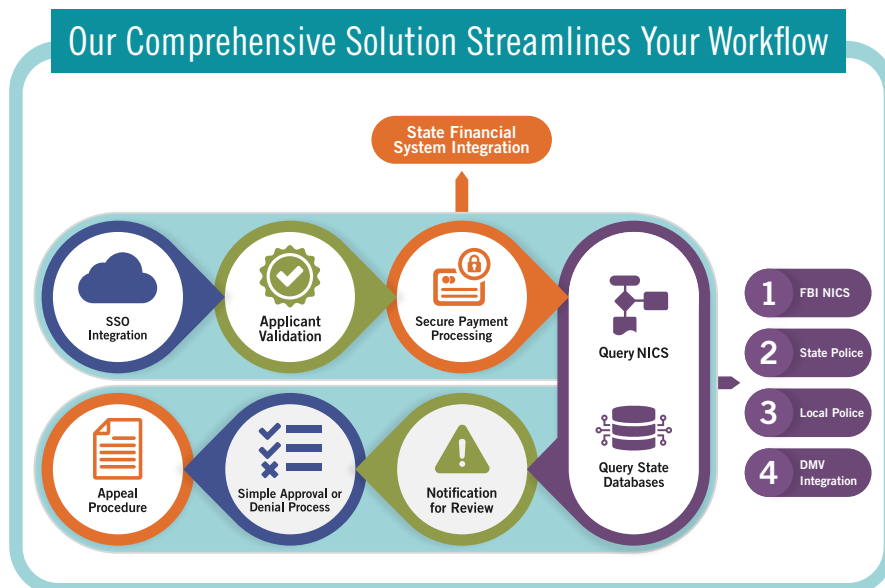 Our Comprehensive Solution Streamlines Your Workflow
State Financial
System Integration
SSO
Integration
Applicant
Validation
Secure Payment
Processing
Query NICS
Query State
Databases
Notification
for Review
Simple Approval or
Denial Process
Appeal
Procedure
1 FBI NICS
2 State Police
3 Local Police
4 DMV
Integration